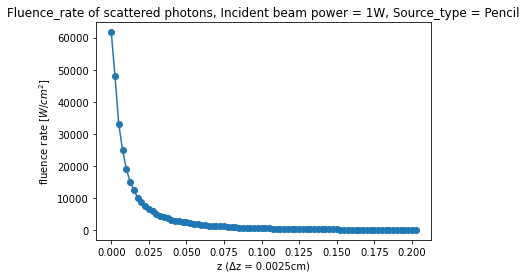 Fluence_rate of scattered photons, Incident beam power = 1W, Source_type = Pencil
fluence rate [W/cm²]
60000
50000
40000
30000
20000
10000
0
0.000 0.025 0.050 0.075 0.100 0.125 0.150 0.175 0.200
z (Δz = 0.0025cm)